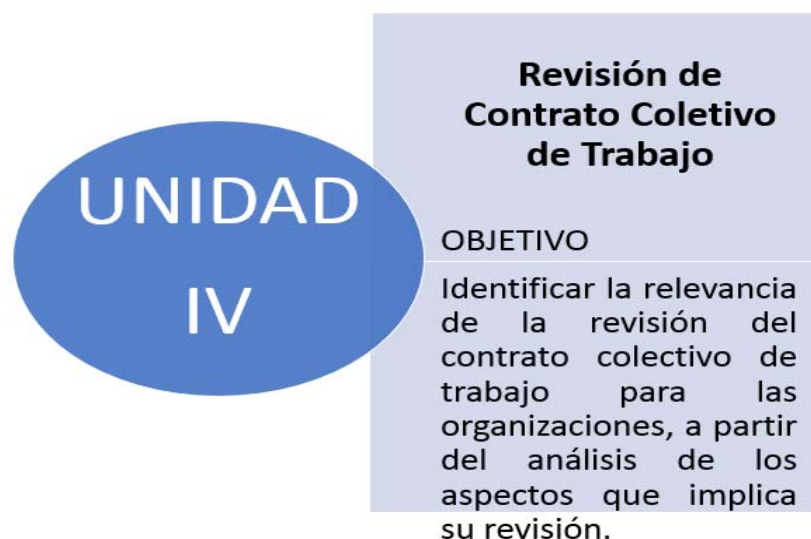 UNIDAD
IV
Revisión de
Contrato Coletivo
de Trabajo
OBJETIVO
Identificar la relevancia
de la revisión del
contrato colectivo de
trabajo para las
organizaciones, a partir
del análisis de los
aspectos que implica
su revisión.